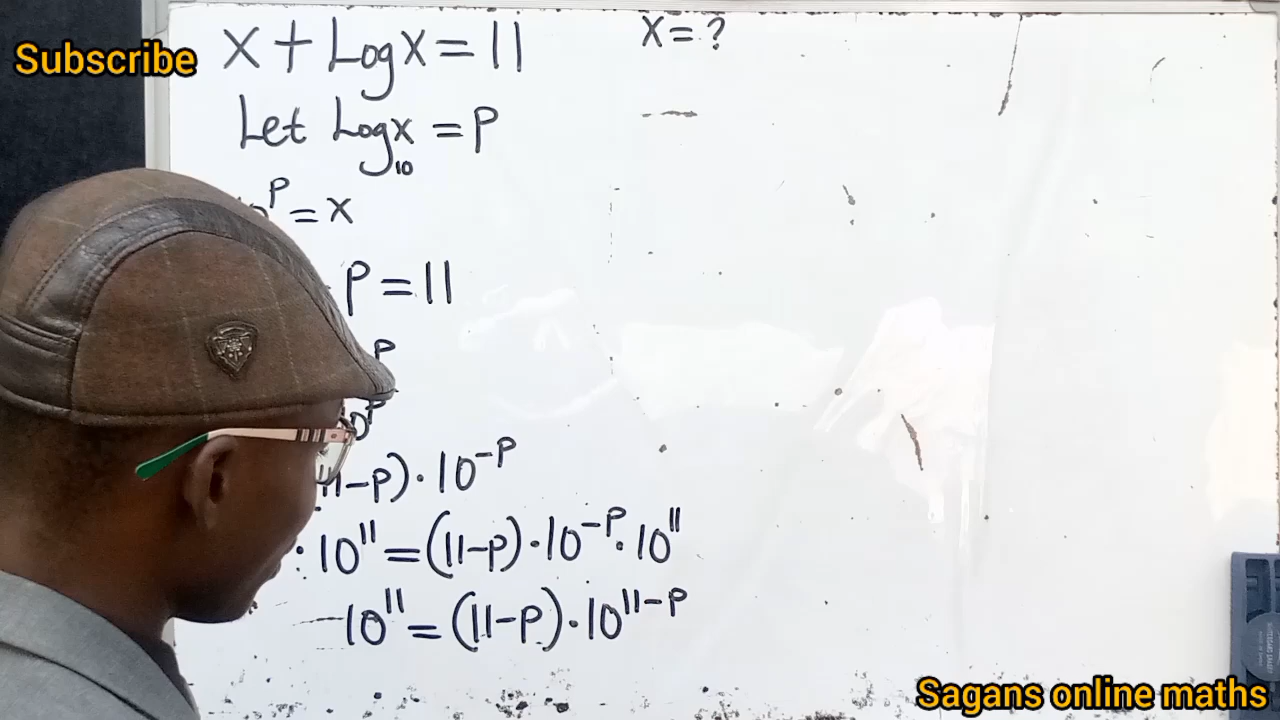 Subscribe
x + Log x = 11
x = ?
Let Log₁₀x = P
P = x
P = 11
P
P
11-P) · 10^-P
· 10^11 = (11-P) · 10^-P · 10^11
10^11 = (11-P) · 10^11-P
Sagans online maths